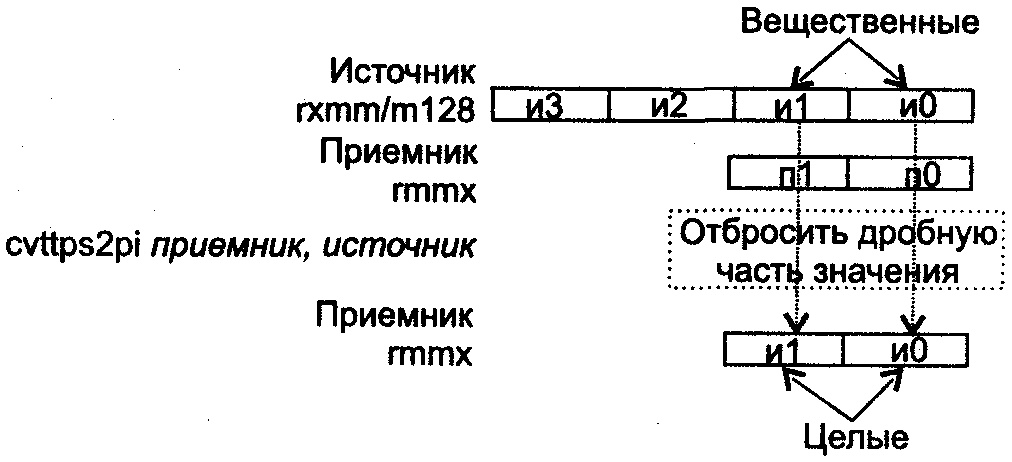 Вещественные
Источник
rxmm/m128 и3 и2 и1 и0
Приемник
rmmx п1 п0
cvttps2pi приемник, источник
Отбросить дробную
часть значения
Приемник
rmmx и1 и0
Целые